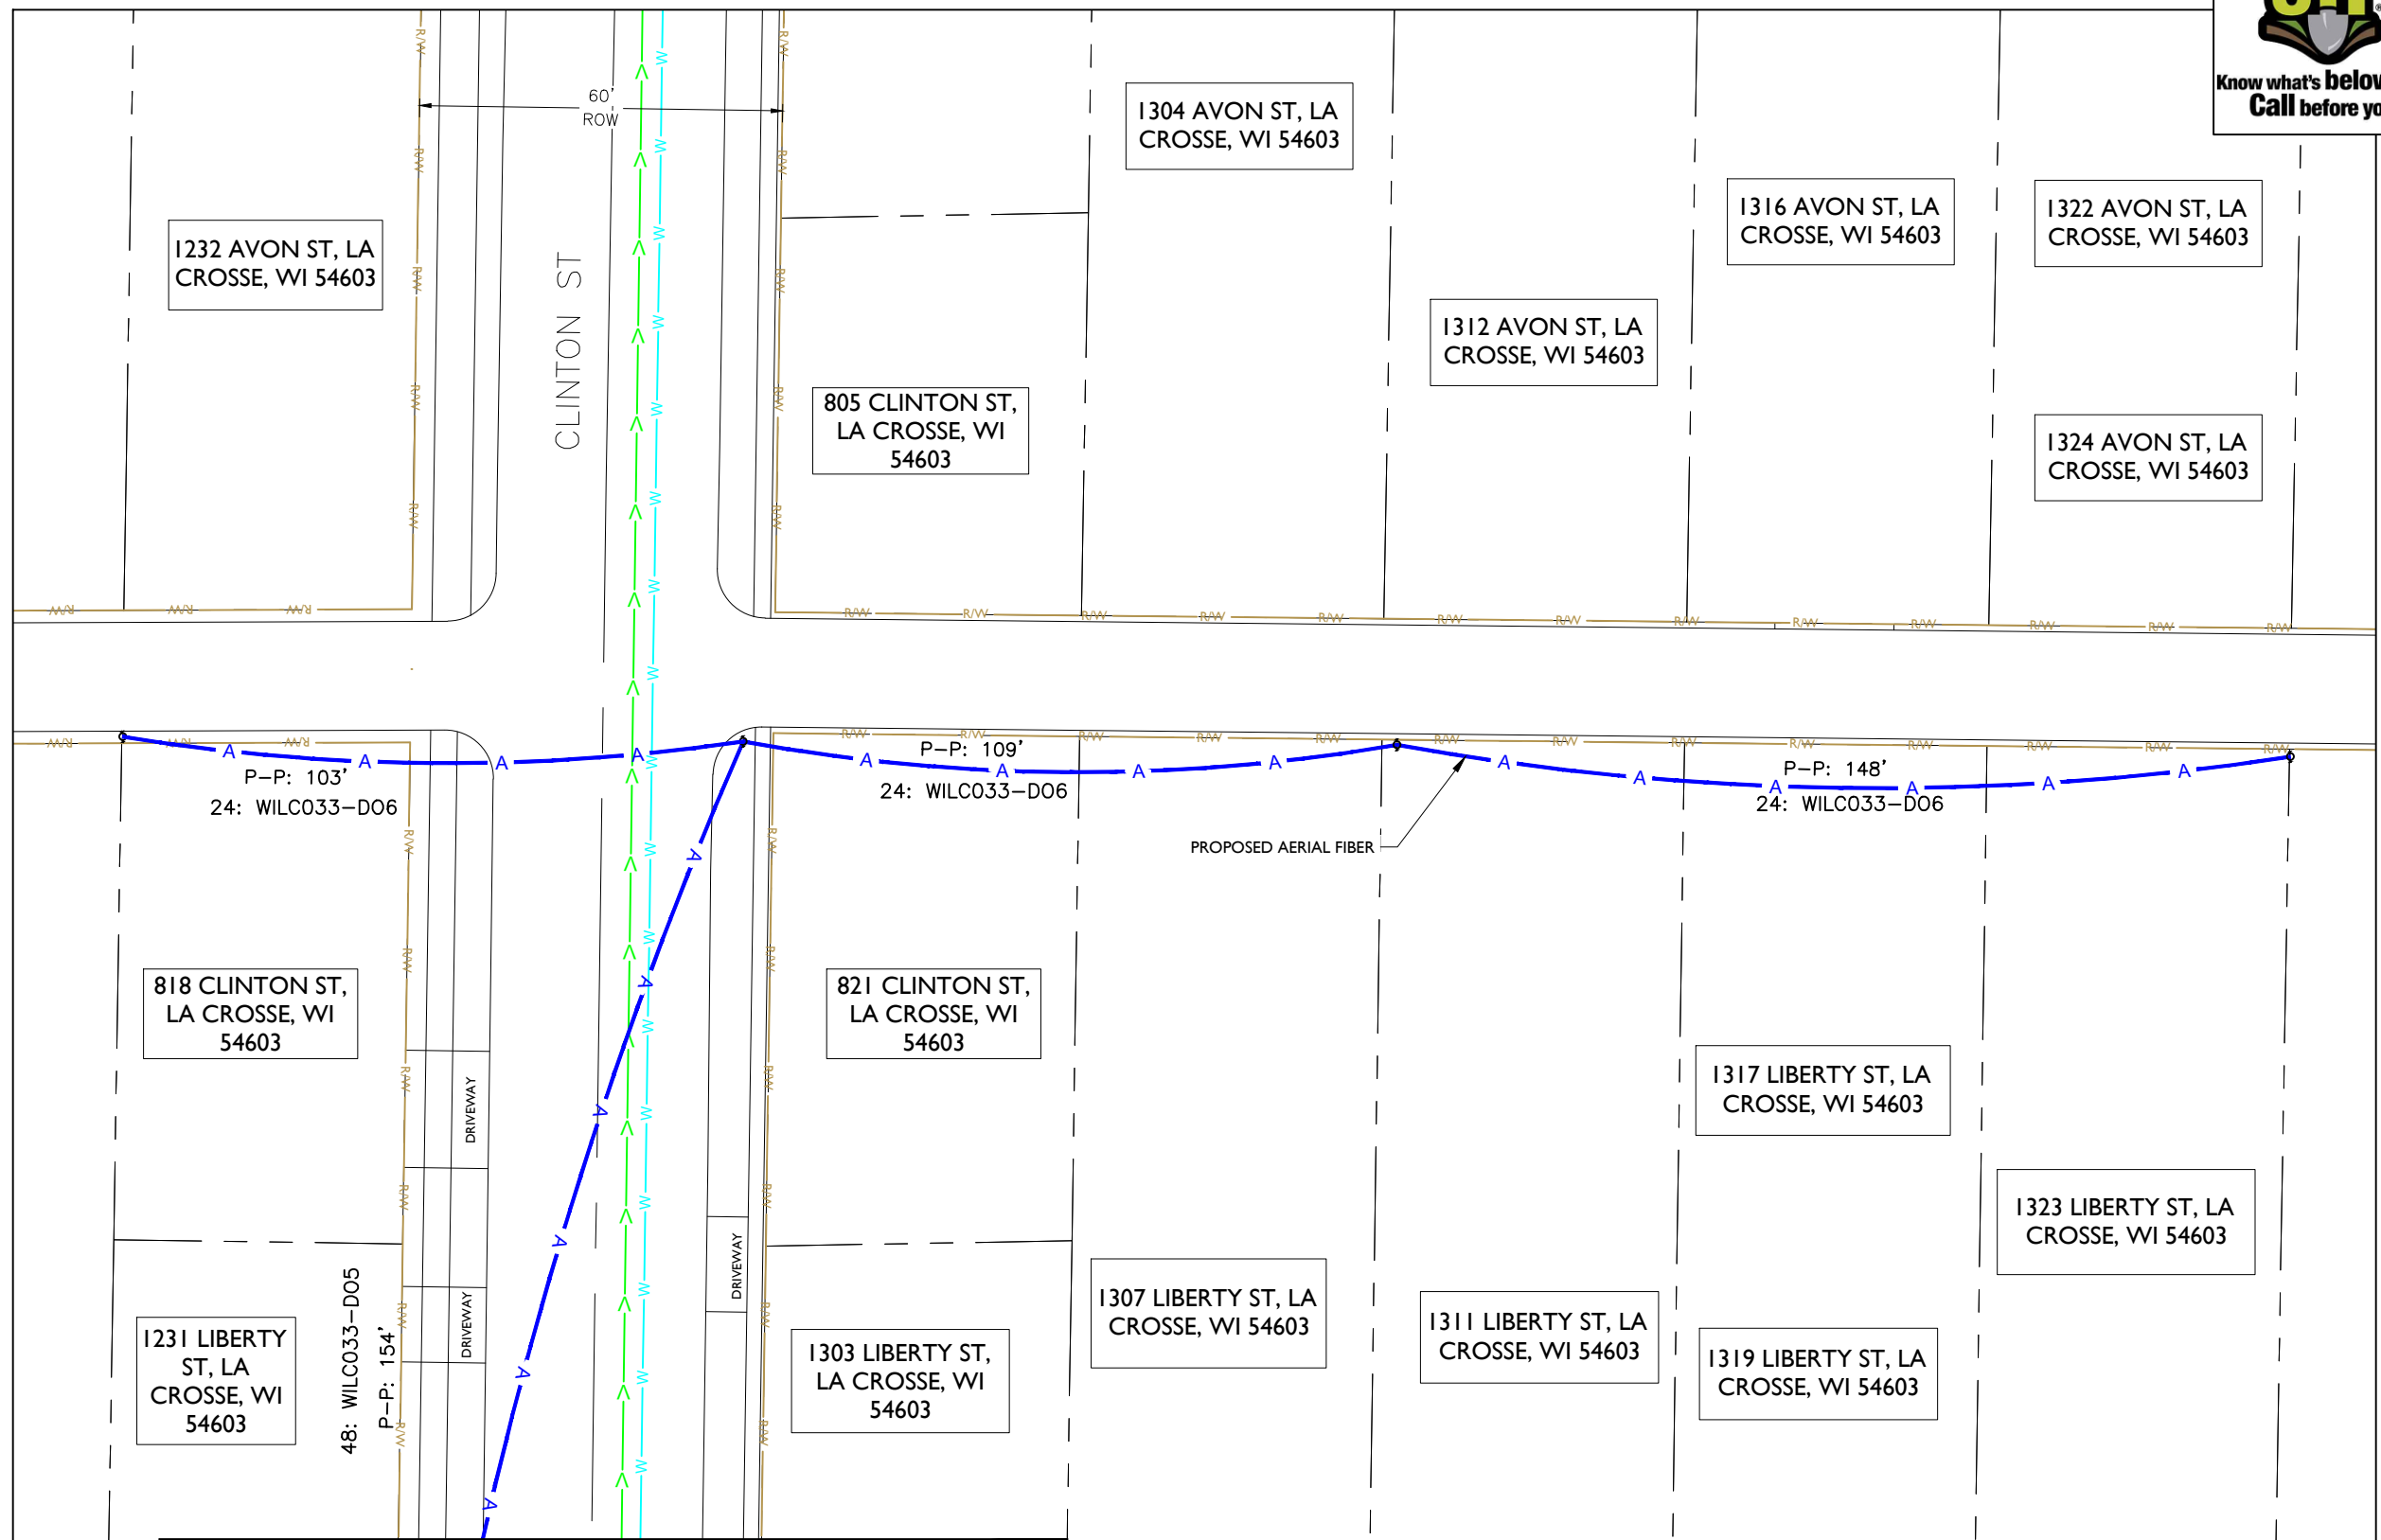 Know what's below
Call before yo
60'
ROW
CLINTON ST
1232 AVON ST, LA
CROSSE, WI 54603
1304 AVON ST, LA
CROSSE, WI 54603
1316 AVON ST, LA
CROSSE, WI 54603
1322 AVON ST, LA
CROSSE, WI 54603
1312 AVON ST, LA
CROSSE, WI 54603
805 CLINTON ST,
LA CROSSE, WI
54603
1324 AVON ST, LA
CROSSE, WI 54603
P-P: 103'
24: WILC033-D06
P-P: 109'
24: WILC033-D06
P-P: 148'
24: WILC033-D06
PROPOSED AERIAL FIBER
818 CLINTON ST,
LA CROSSE, WI
54603
821 CLINTON ST,
LA CROSSE, WI
54603
DRIVEWAY
1317 LIBERTY ST, LA
CROSSE, WI 54603
1323 LIBERTY ST, LA
CROSSE, WI 54603
DRIVEWAY
DRIVEWAY
48: WILC033-D05
P-P: 154'
1231 LIBERTY
ST, LA
CROSSE, WI
54603
1303 LIBERTY ST,
LA CROSSE, WI
54603
1307 LIBERTY ST, LA
CROSSE, WI 54603
1311 LIBERTY ST, LA
CROSSE, WI 54603
1319 LIBERTY ST, LA
CROSSE, WI 54603